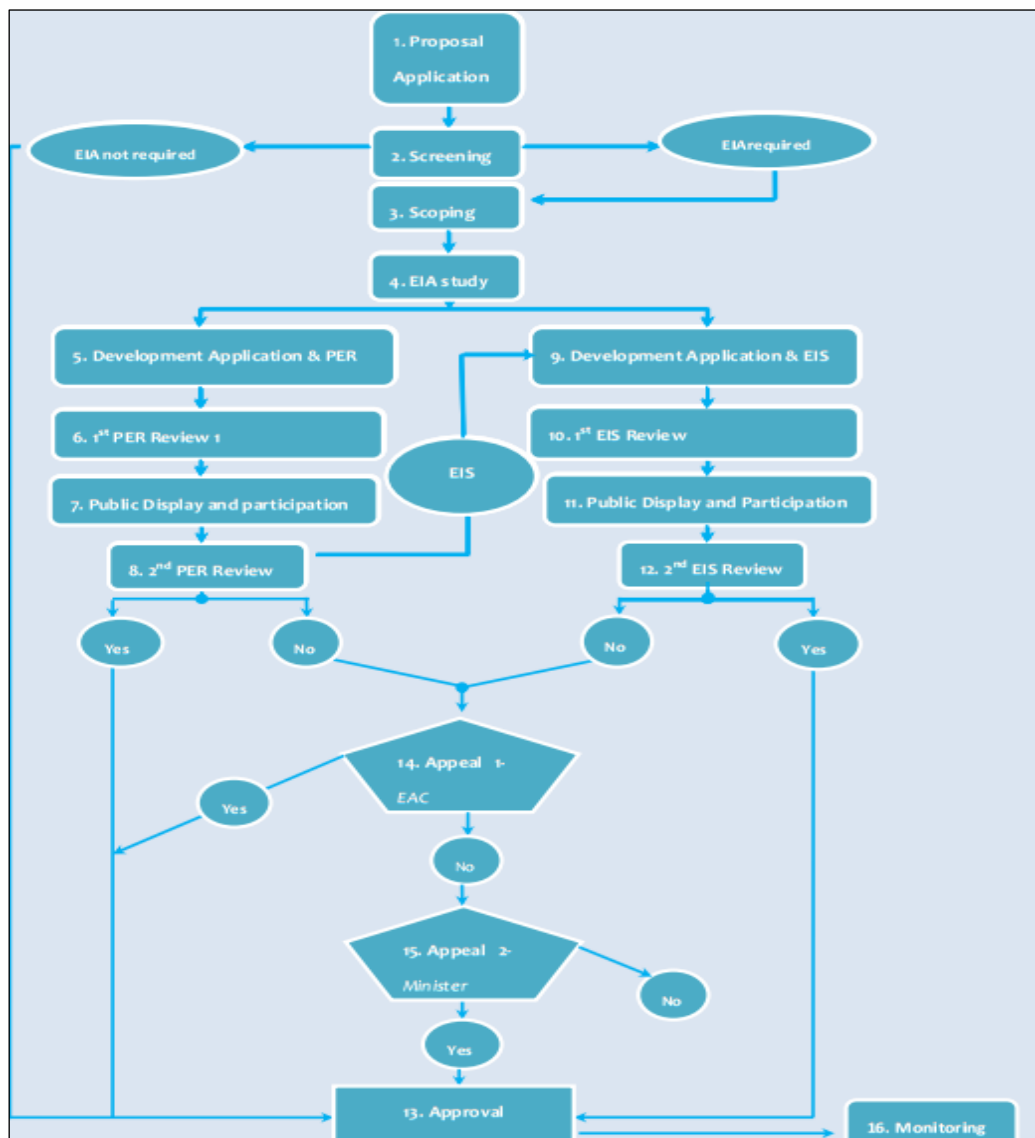 1. Proposal
Application
EIA not required
2. Screening
EIA required
3. Scoping
4. EIA study
5. Development Application & PER
9. Development Application & EIS
6. 1st PER Review 1
10. 1st EIS Review
EIS
7. Public Display and participation
11. Public Display and Participation
8. 2nd PER Review
12. 2nd EIS Review
Yes
No
No
Yes
14. Appeal 1-
EAC
Yes
No
15. Appeal 2-
Minister
No
Yes
13. Approval
16. Monitoring